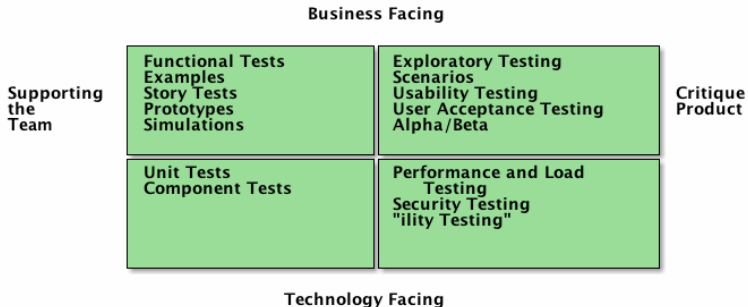 Business Facing
Functional Tests
Examples
Story Tests
Prototypes
Simulations
Exploratory Testing
Scenarios
Usability Testing
User Acceptance Testing
Alpha/Beta
Supporting
the
Team
Critique
Product
Unit Tests
Component Tests
Performance and Load
Testing
Security Testing
"ility Testing"
Technology Facing